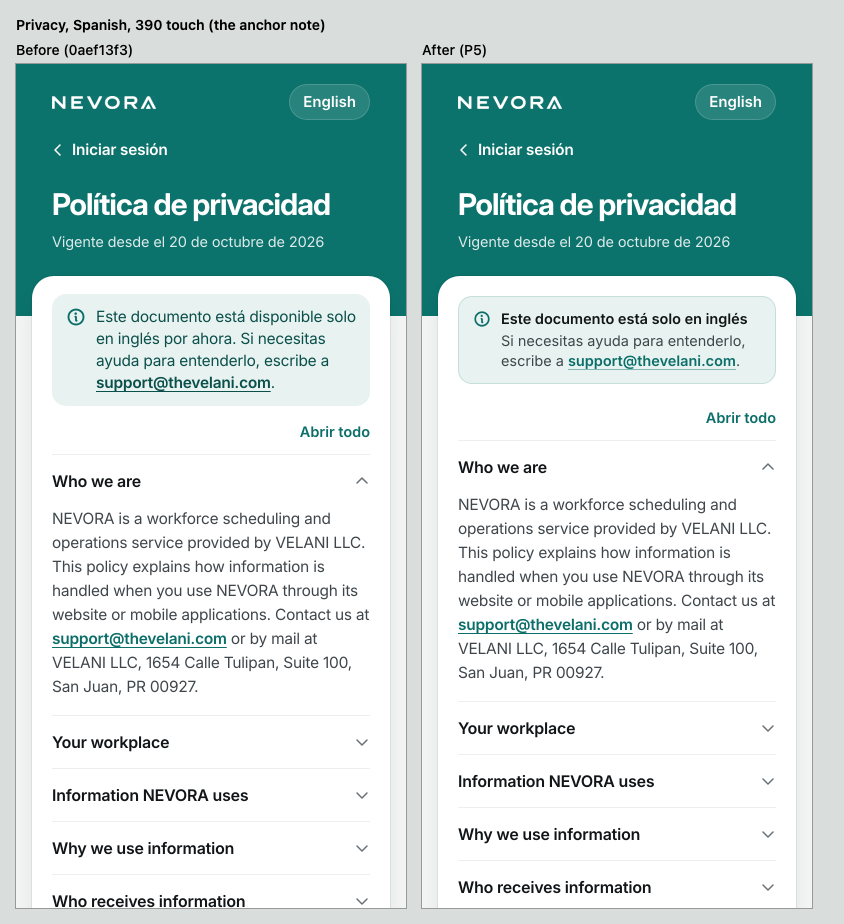 Privacy, Spanish, 390 touch (the anchor note)
Before (0aef13f3)
NEVORA
English
Iniciar sesión
Política de privacidad
Vigente desde el 20 de octubre de 2026
Este documento está disponible solo
en inglés por ahora. Si necesitas
ayuda para entenderlo, escribe a
support@thevelani.com.
Abrir todo
Who we are
NEVORA is a workforce scheduling and
operations service provided by VELANI LLC.
This policy explains how information is
handled when you use NEVORA through its
website or mobile applications. Contact us at
support@thevelani.com or by mail at
VELANI LLC, 1654 Calle Tulipan, Suite 100,
San Juan, PR 00927.
Your workplace
Information NEVORA uses
Why we use information
Who receives information
After (P5)
NEVORA
English
Iniciar sesión
Política de privacidad
Vigente desde el 20 de octubre de 2026
Este documento está solo en inglés
Si necesitas ayuda para entenderlo,
escribe a support@thevelani.com.
Abrir todo
Who we are
NEVORA is a workforce scheduling and
operations service provided by VELANI LLC.
This policy explains how information is
handled when you use NEVORA through its
website or mobile applications. Contact us at
support@thevelani.com or by mail at
VELANI LLC, 1654 Calle Tulipan, Suite 100,
San Juan, PR 00927.
Your workplace
Information NEVORA uses
Why we use information
Who receives information